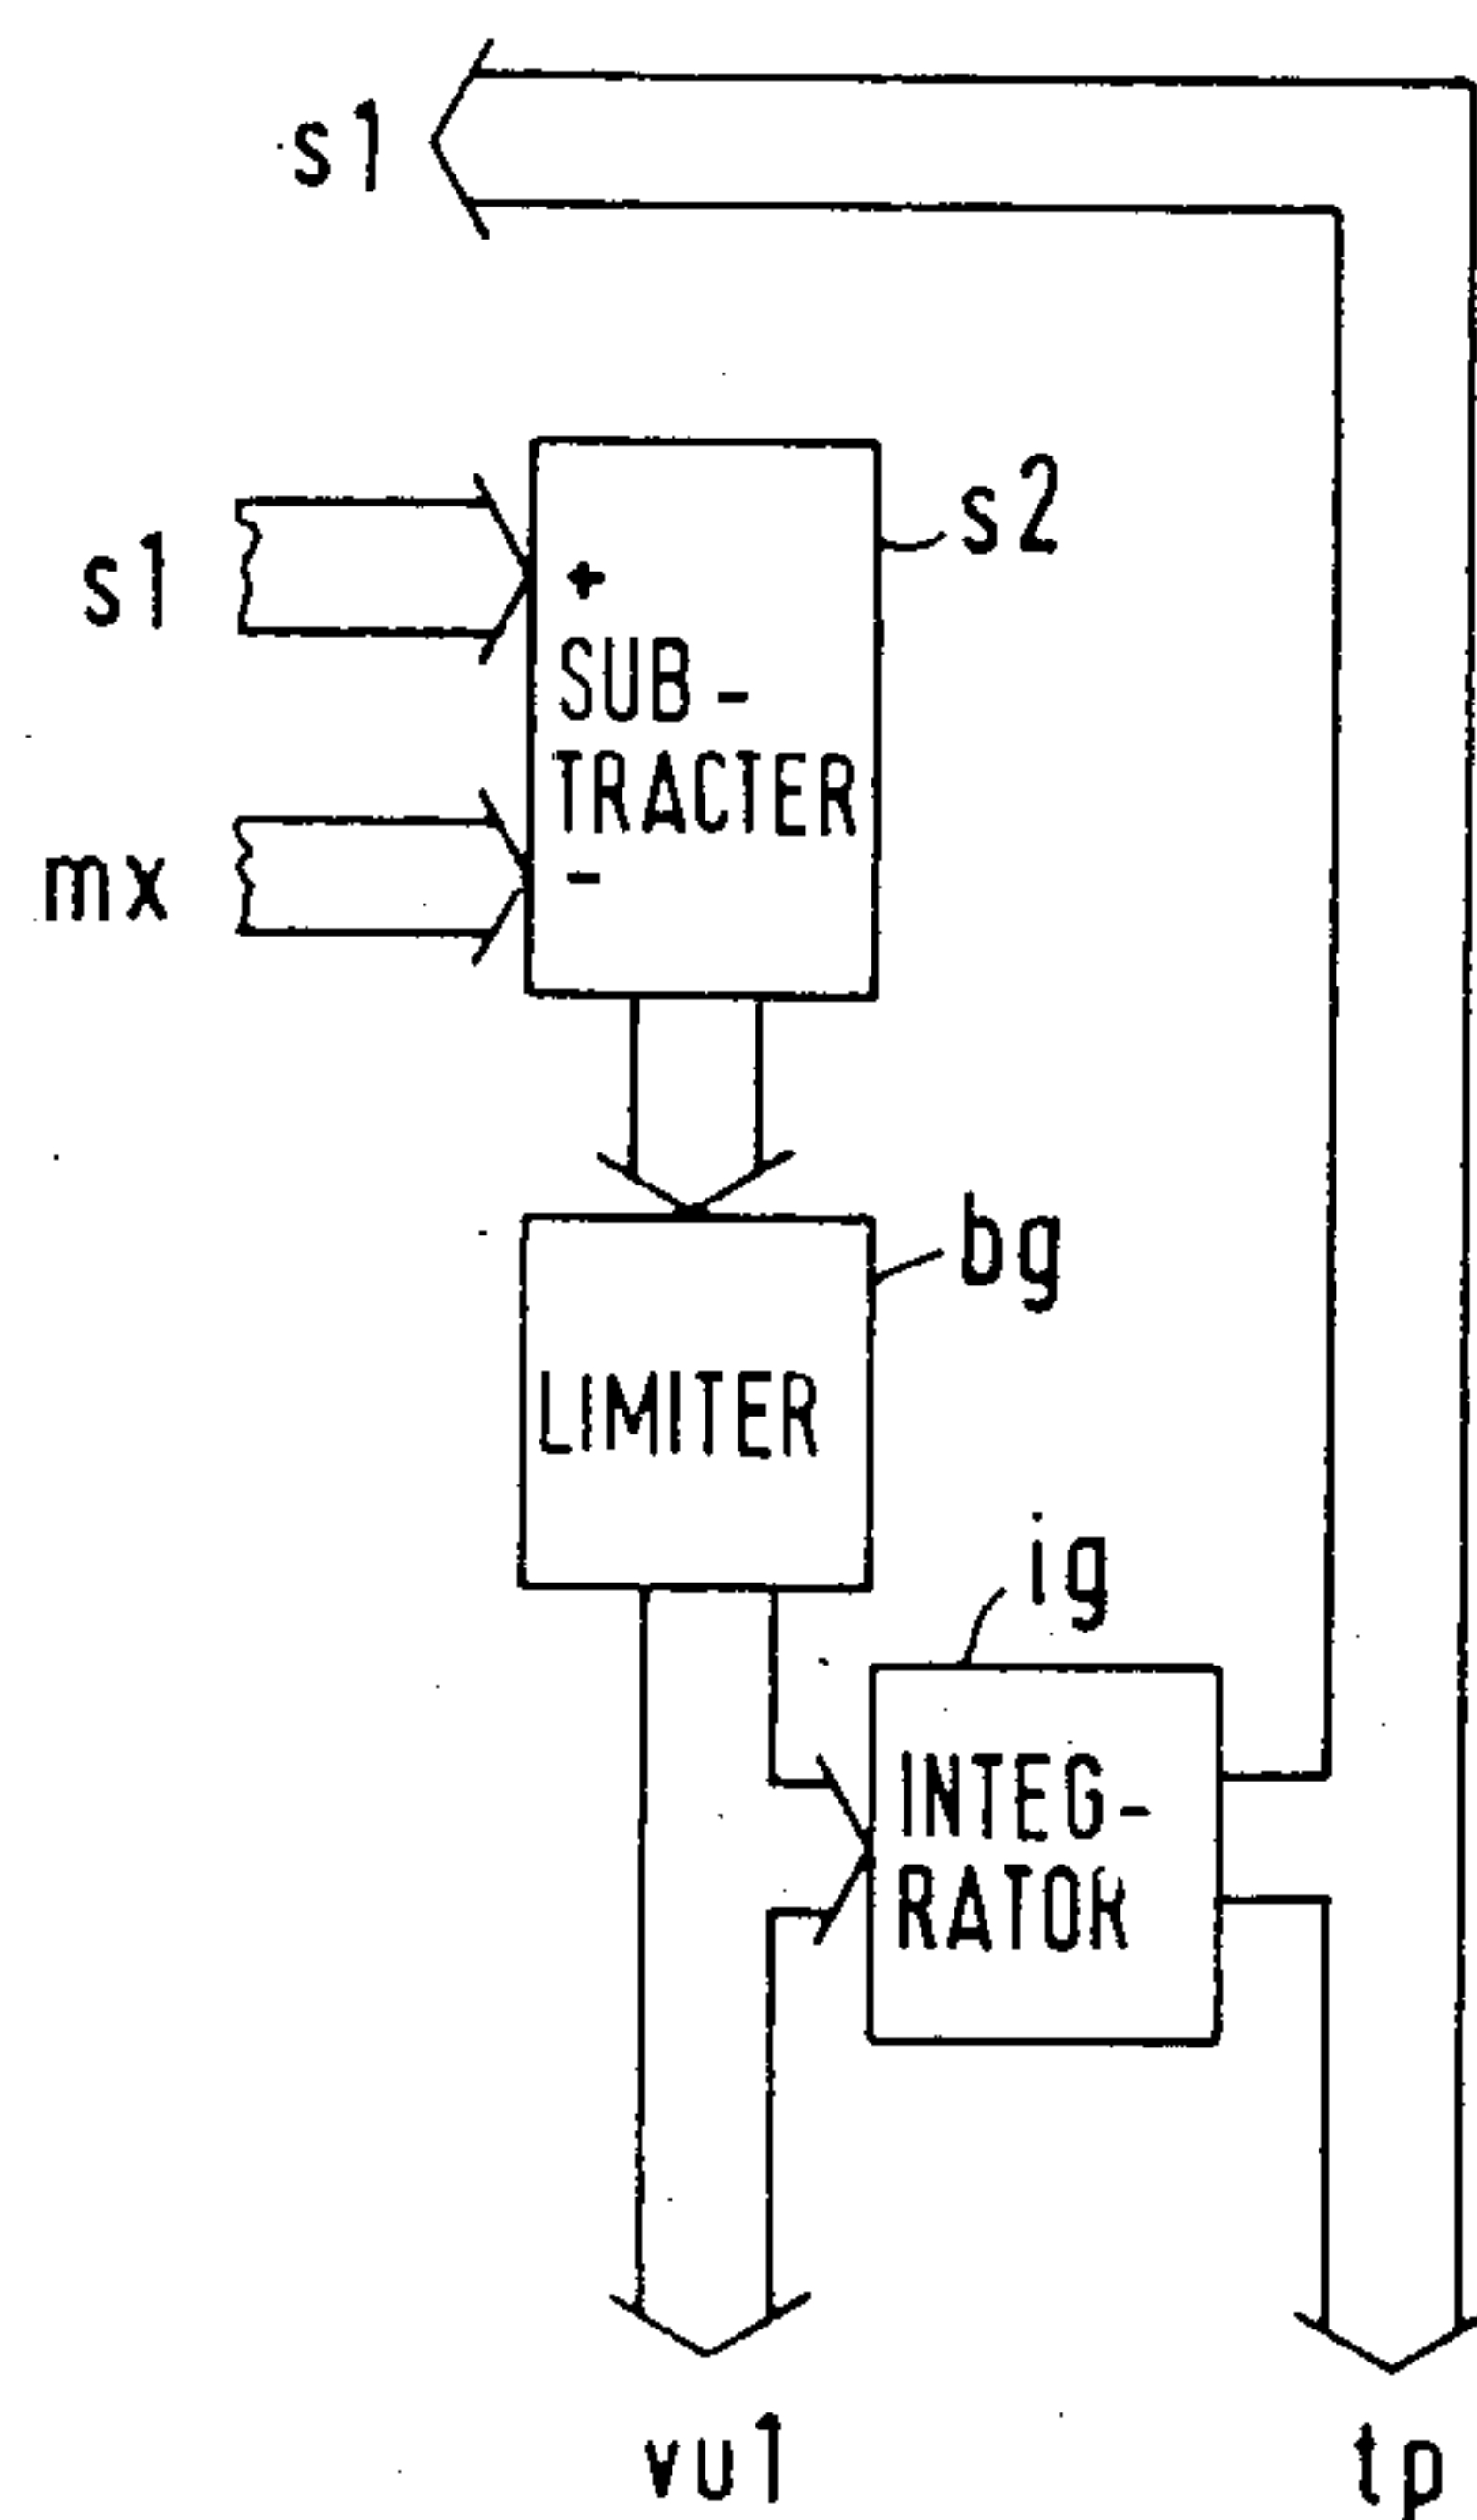 s1
s2
s1
+
SUB-
TRACTER
mx
-
bg
LIMITER
ig
INTEG-
RATOR
vu1
tp